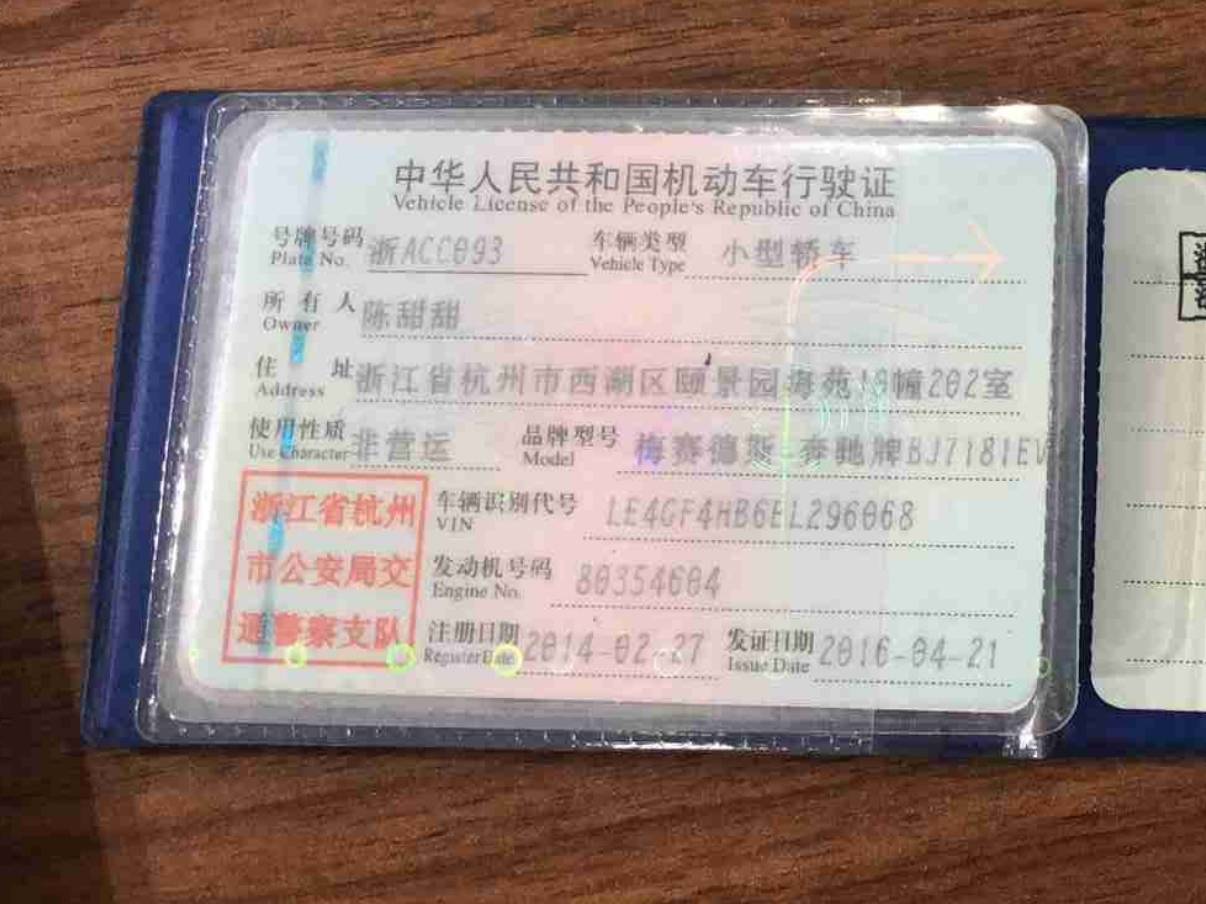 中华人民共和国机动车行驶证
Vehicle License of the People's Republic of China
号牌号码 浙ACC093 车辆类型 小型轿车
Plate No. Vehicle Type
所有人 陈甜甜
Owner
住址 浙江省杭州市西湖区颐景园海苑10幢202室
Address
使用性质 非营运 品牌型号 梅赛德斯-奔驰牌BJ7181EV
Use Character Model
浙江省杭州 车辆识别代号 LE4GF4HB6EL296068
VIN
市公安局交 发动机号码 80354604
Engine No.
通警察支队 注册日期 2014-02-27 发证日期 2016-04-21
Register Date Issue Date